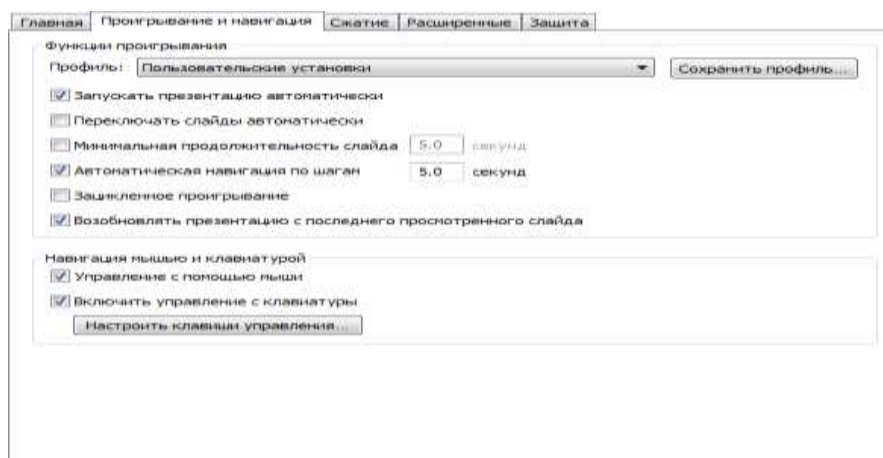 Главная Проигрывание и навигация Сжатие Расширенные Защита
Функции проигрывания
Профиль: Пользовательские установки Сохранить профиль...
Запускать презентацию автоматически
Переключать слайды автоматически
Минимальная продолжительность слайда 5.0 секунд
Автоматическая навигация по шагам 5.0 секунд
Зацикленное проигрывание
Возобновлять презентацию с последнего просмотренного слайда
Навигация мышью и клавиатурой
Управление с помощью мыши
Включить управление с клавиатуры
Настроить клавиши управления...